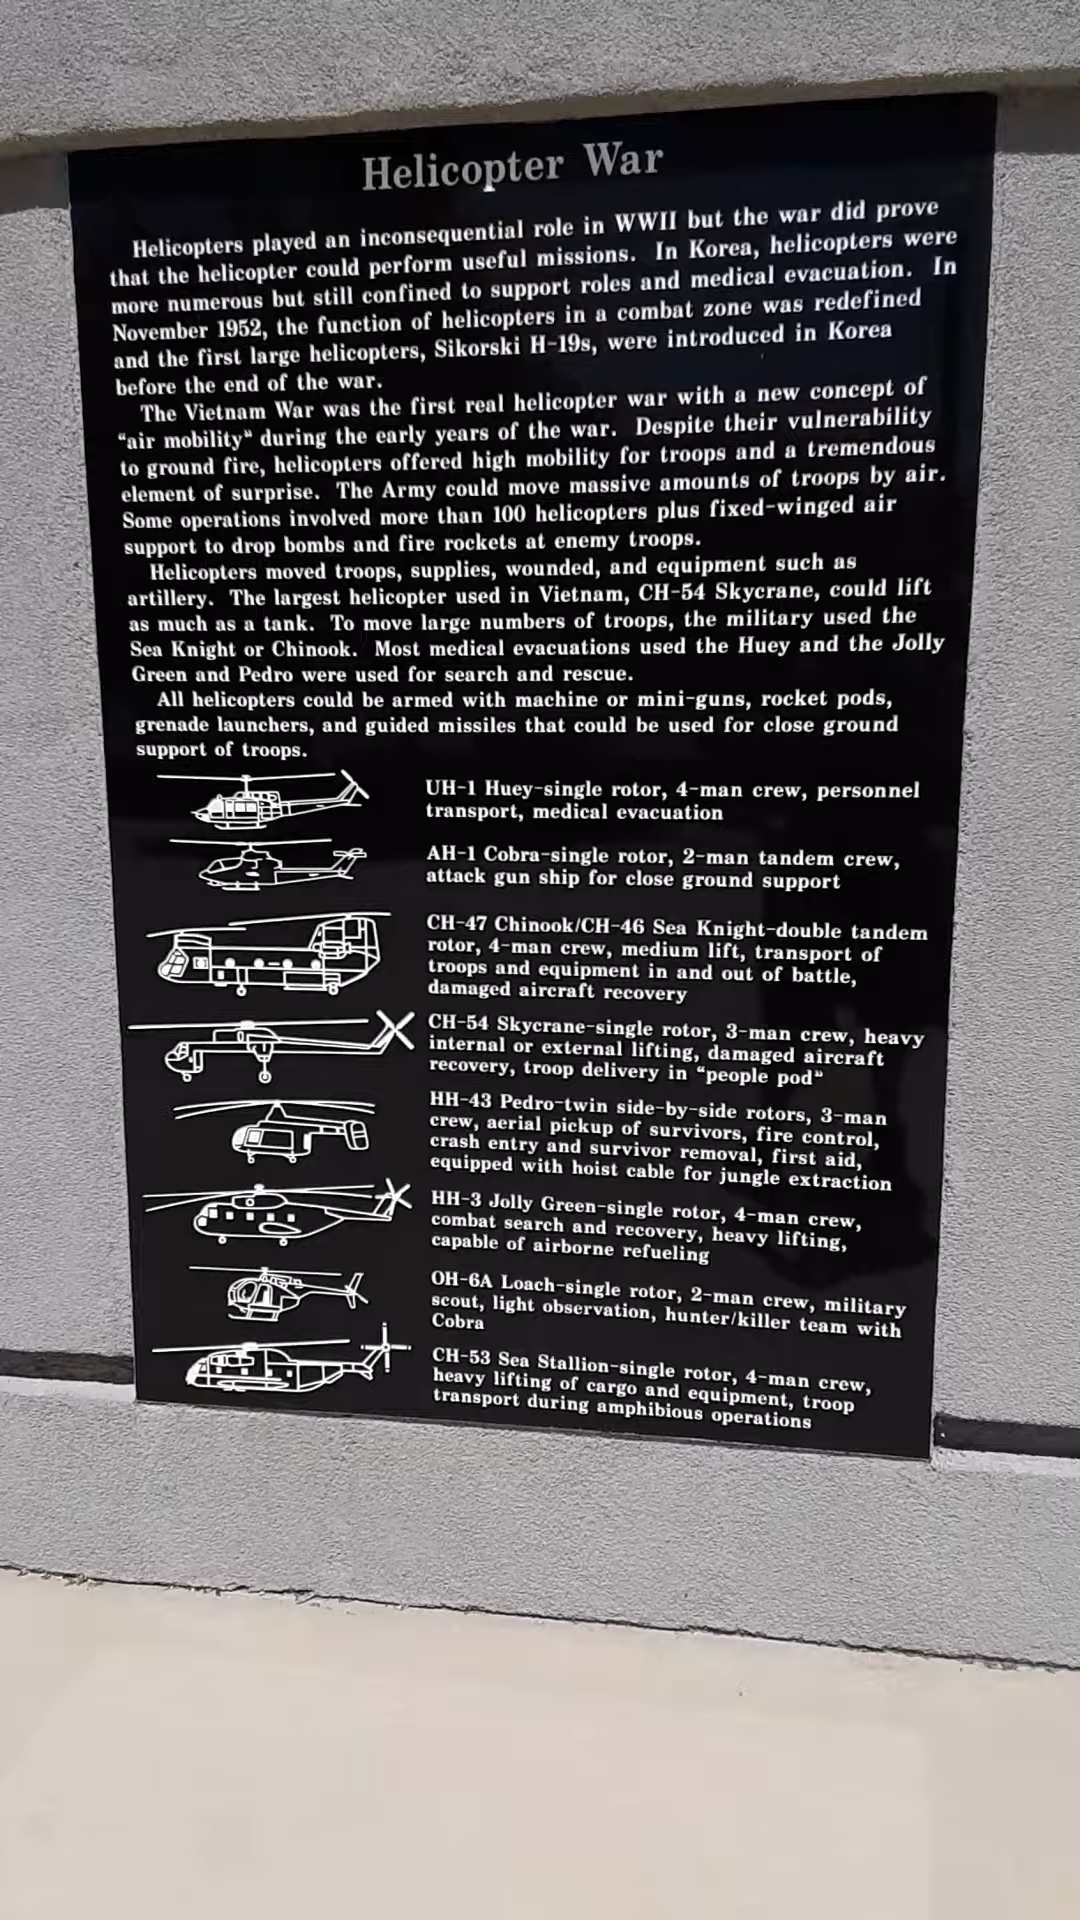 Helicopter War
Helicopters played an inconsequential role in WWII but the war did prove
that the helicopter could perform useful missions. In Korea, helicopters were
more numerous but still confined to support roles and medical evacuation. In
November 1952, the function of helicopters in a combat zone was redefined
and the first large helicopters, Sikorski H-19s, were introduced in Korea
before the end of the war.
The Vietnam War was the first real helicopter war with a new concept of
"air mobility" during the early years of the war. Despite their vulnerability
to ground fire, helicopters offered high mobility for troops and a tremendous
element of surprise. The Army could move massive amounts of troops by air.
Some operations involved more than 100 helicopters plus fixed-winged air
support to drop bombs and fire rockets at enemy troops.
Helicopters moved troops, supplies, wounded, and equipment such as
artillery. The largest helicopter used in Vietnam, CH-54 Skycrane, could lift
as much as a tank. To move large numbers of troops, the military used the
Sea Knight or Chinook. Most medical evacuations used the Huey and the Jolly
Green and Pedro were used for search and rescue.
All helicopters could be armed with machine or mini-guns, rocket pods,
grenade launchers, and guided missiles that could be used for close ground
support of troops.
UH-1 Huey-single rotor, 4-man crew, personnel
transport, medical evacuation
AH-1 Cobra-single rotor, 2-man tandem crew,
attack gun ship for close ground support
CH-47 Chinook/CH-46 Sea Knight-double tandem
rotor, 4-man crew, medium lift, transport of
troops and equipment in and out of battle,
damaged aircraft recovery
CH-54 Skycrane-single rotor, 3-man crew, heavy
internal or external lifting, damaged aircraft
recovery, troop delivery in "people pod"
HH-43 Pedro-twin side-by-side rotors, 3-man
crew, aerial pickup of survivors, fire control,
crash entry and survivor removal, first aid,
equipped with hoist cable for jungle extraction
HH-3 Jolly Green-single rotor, 4-man crew,
combat search and recovery, heavy lifting,
capable of airborne refueling
OH-6A Loach-single rotor, 2-man crew, military
scout, light observation, hunter/killer team with
Cobra
CH-53 Sea Stallion-single rotor, 4-man crew,
heavy lifting of cargo and equipment, troop
transport during amphibious operations